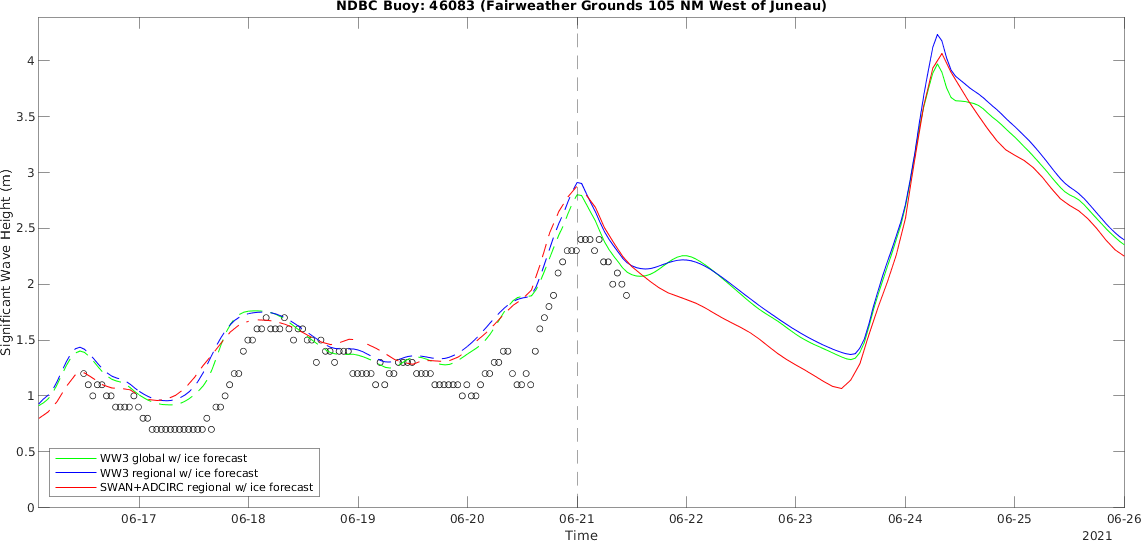 NDBC Buoy: 46083 (Fairweather Grounds 105 NM West of Juneau)
Significant Wave Height (m)
4
3.5
3
2.5
2
1.5
1
0.5
0
WW3 global w/ ice forecast
WW3 regional w/ ice forecast
SWAN+ADCIRC regional w/ ice forecast
06-17 06-18 06-19 06-20 06-21 06-22 06-23 06-24 06-25 06-26
Time
2021